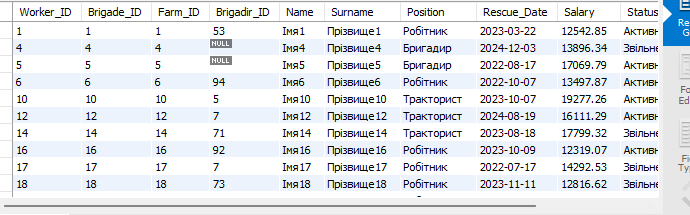 Worker_ID Brigade_ID Farm_ID Brigadir_ID Name Surname Position Rescue_Date Salary Status
1 1 1 53 Імя1 Прізвище1 Робітник 2023-03-22 12542.85 Активн
4 4 4 NULL Імя4 Прізвище4 Бригадир 2024-12-03 13896.34 Звільне
5 5 5 NULL Імя5 Прізвище5 Бригадир 2022-08-17 17069.79 Активн
6 6 6 94 Імя6 Прізвище6 Робітник 2022-10-07 13497.87 Активн
10 10 10 5 Імя10 Прізвище10 Тракторист 2023-10-07 19277.26 Активн
12 12 12 7 Імя12 Прізвище12 Тракторист 2024-08-19 16111.29 Активн
14 14 14 71 Імя14 Прізвище14 Тракторист 2023-08-18 17799.32 Звільне
16 16 16 92 Імя16 Прізвище16 Робітник 2023-10-09 12319.07 Активн
17 17 17 7 Імя17 Прізвище17 Робітник 2022-07-17 14292.53 Звільне
18 18 18 73 Імя18 Прізвище18 Робітник 2023-11-11 12816.62 Звільне
Re
G
Fo
Ed
Fi
Typ